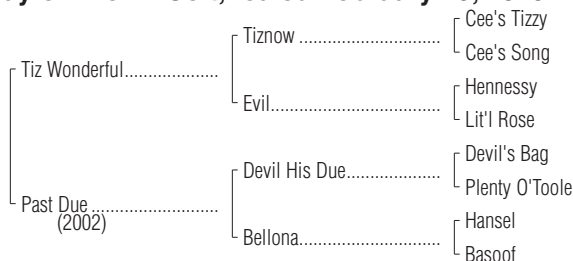 Cee's Tizzy
Tiznow
Cee's Song
Tiz Wonderful
Hennessy
Evil
Lit'l Rose
Devil's Bag
Devil His Due
Plenty O'Toole
Past Due
(2002)
Hansel
Bellona
Basoof